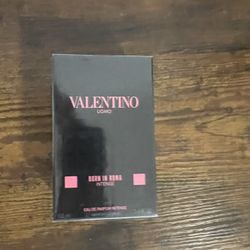 VALENTINO
UOMO
BORN IN ROMA
INTENSE
EAU DE PARFUM INTENSE